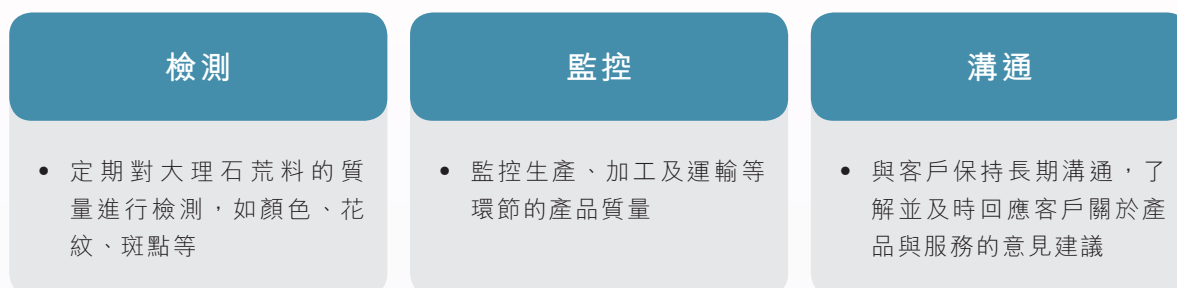 檢測
• 定期對大理石荒料的質
量進行檢測，如顏色、花
紋、斑點等
監控
• 監控生產、加工及運輸等
環節的產品質量
溝通
• 與客戶保持長期溝通，了
解並及時回應客戶關於產
品與服務的意見建議